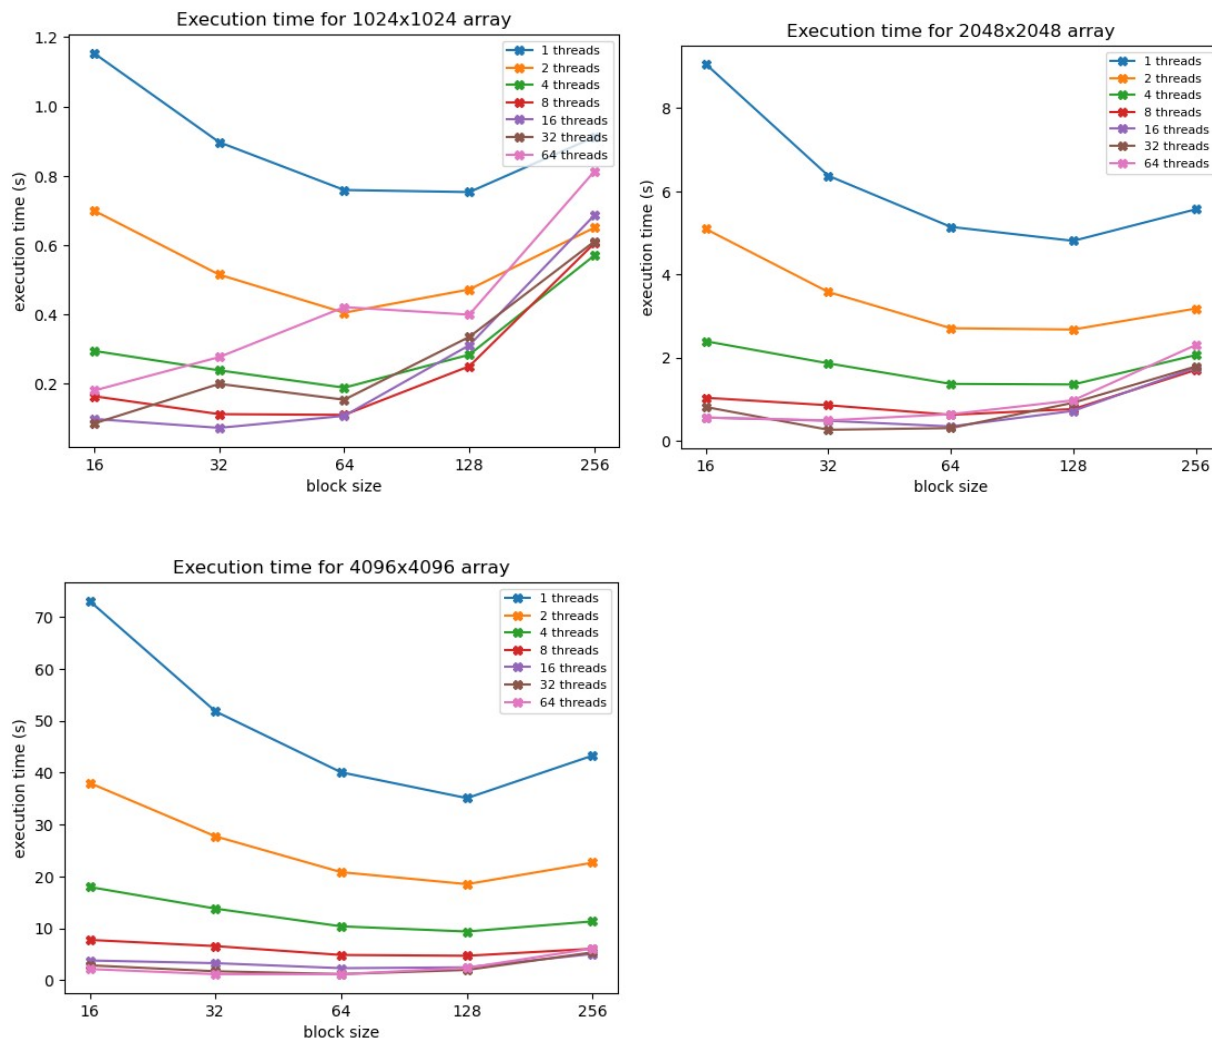 Execution time for 1024x1024 array
execution time (s)
1.2
1.0
0.8
0.6
0.4
0.2
1 threads
2 threads
4 threads
8 threads
16 threads
32 threads
64 threads
16 32 64 128 256
block size
Execution time for 2048x2048 array
execution time (s)
8
6
4
2
0
1 threads
2 threads
4 threads
8 threads
16 threads
32 threads
64 threads
16 32 64 128 256
block size
Execution time for 4096x4096 array
execution time (s)
70
60
50
40
30
20
10
0
1 threads
2 threads
4 threads
8 threads
16 threads
32 threads
64 threads
16 32 64 128 256
block size